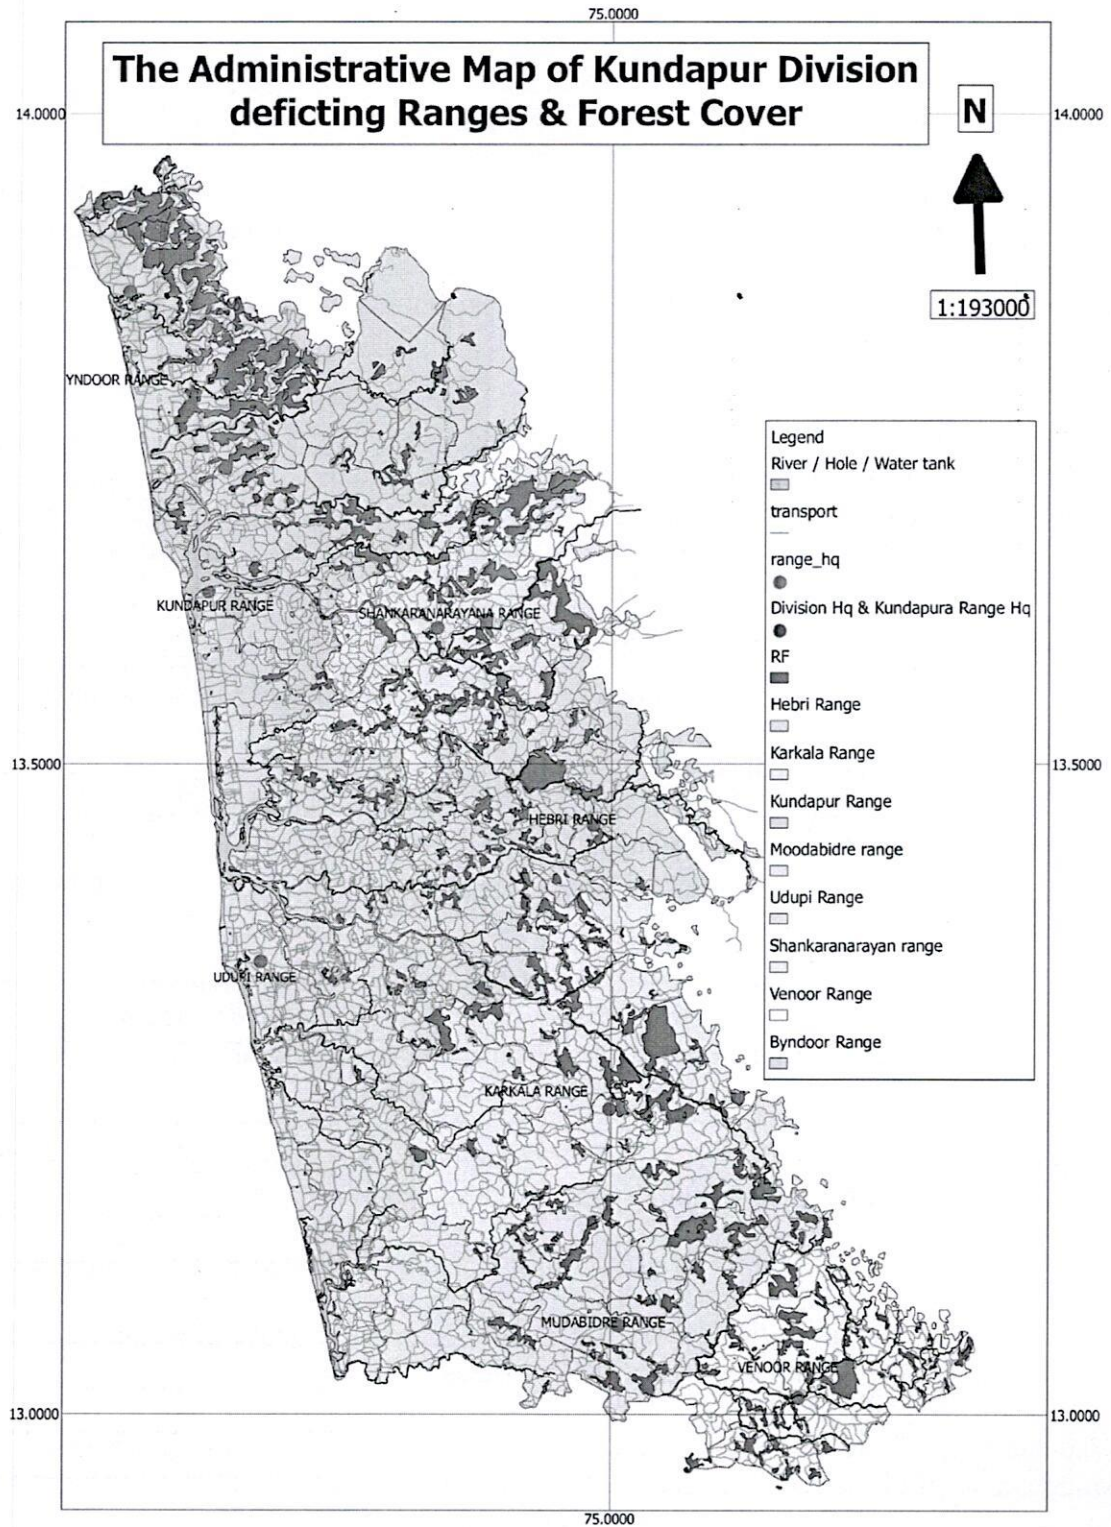 75.0000
The Administrative Map of Kundapur Division
deficting Ranges & Forest Cover
N
14.0000
14.0000
1:193000
YNDOOR RANGE
Legend
River / Hole / Water tank
transport
range_hq
Division Hq & Kundapura Range Hq
RF
Hebri Range
Karkala Range
Kundapur Range
Moodabidre range
Udupi Range
Shankaranarayan range
Venoor Range
Byndoor Range
KUNDAPUR RANGE
SHANKARANARAYANA RANGE
13.5000
13.5000
HEBRI RANGE
UDUPI RANGE
KARKALA RANGE
MUDABIDRE RANGE
VENOOR RANGE
13.0000
13.0000
75.0000